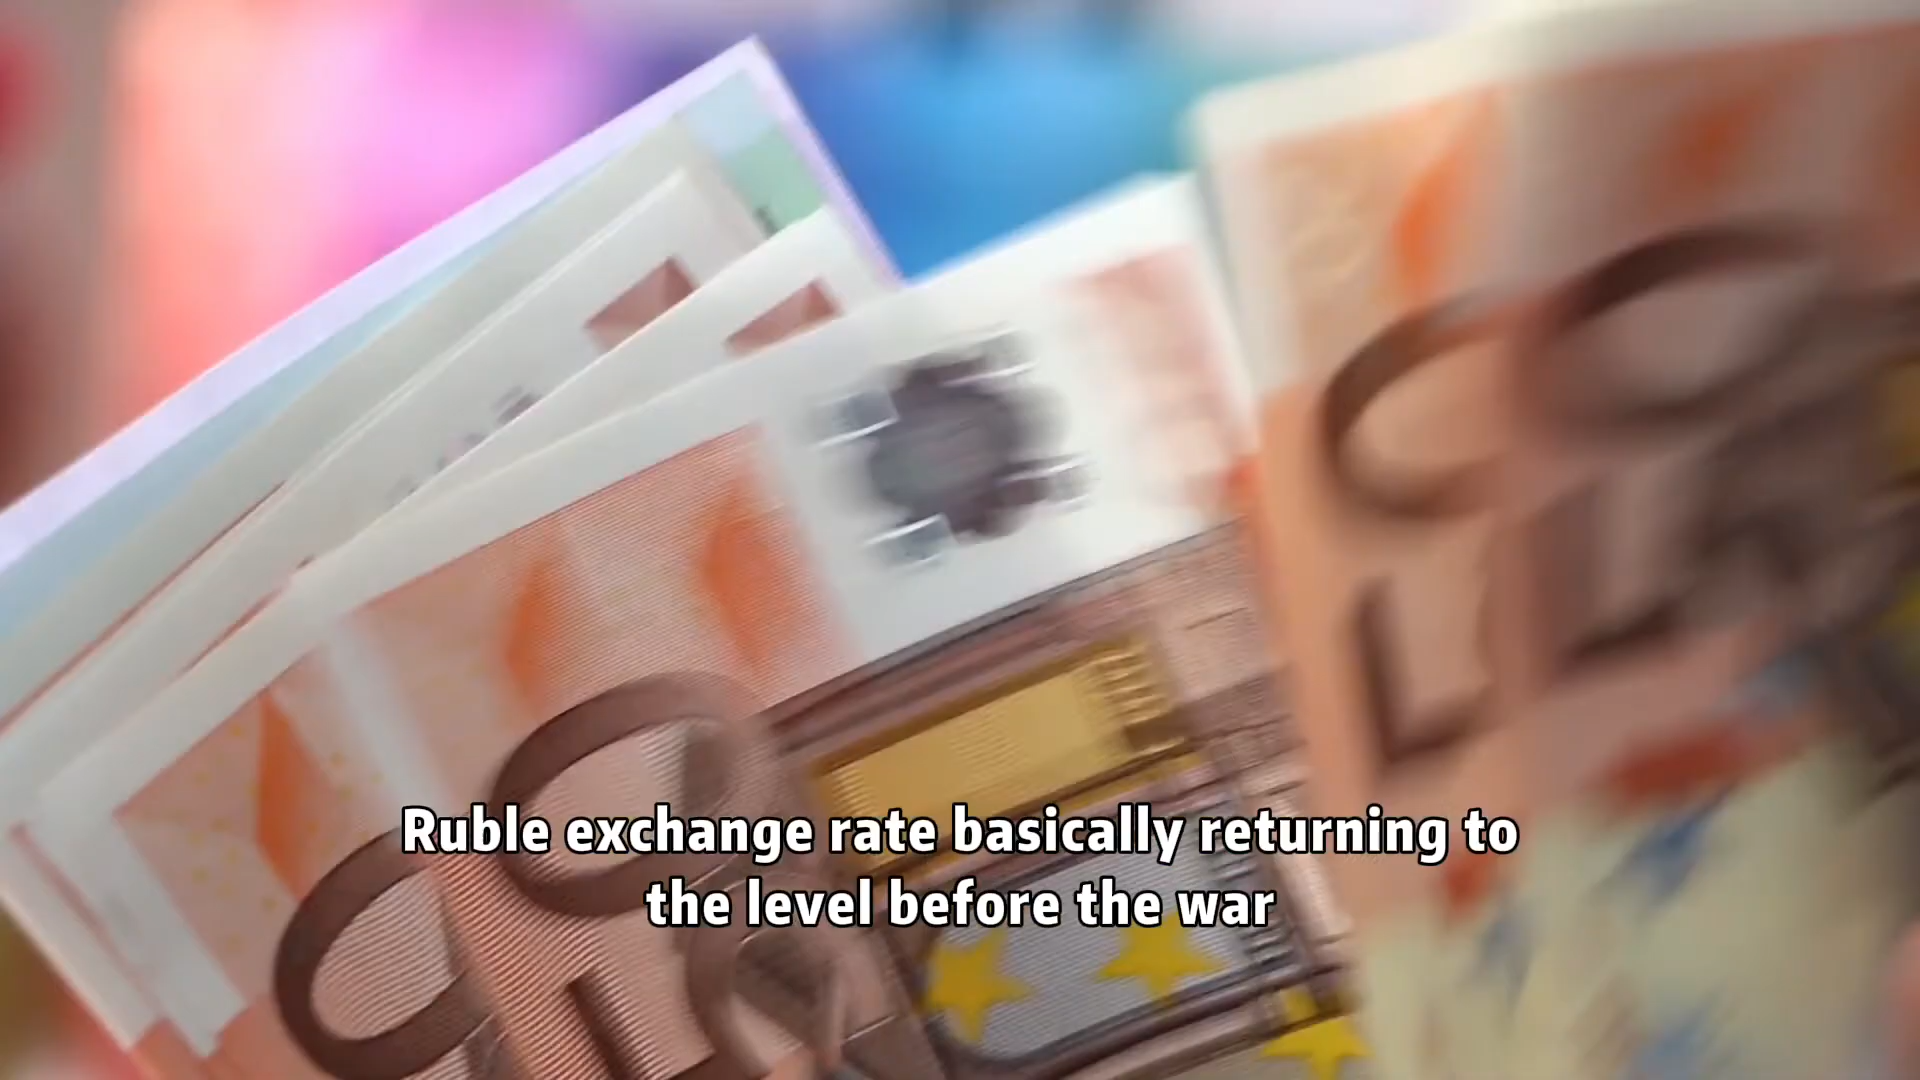 Ruble exchange rate basically returning to
the level before the war